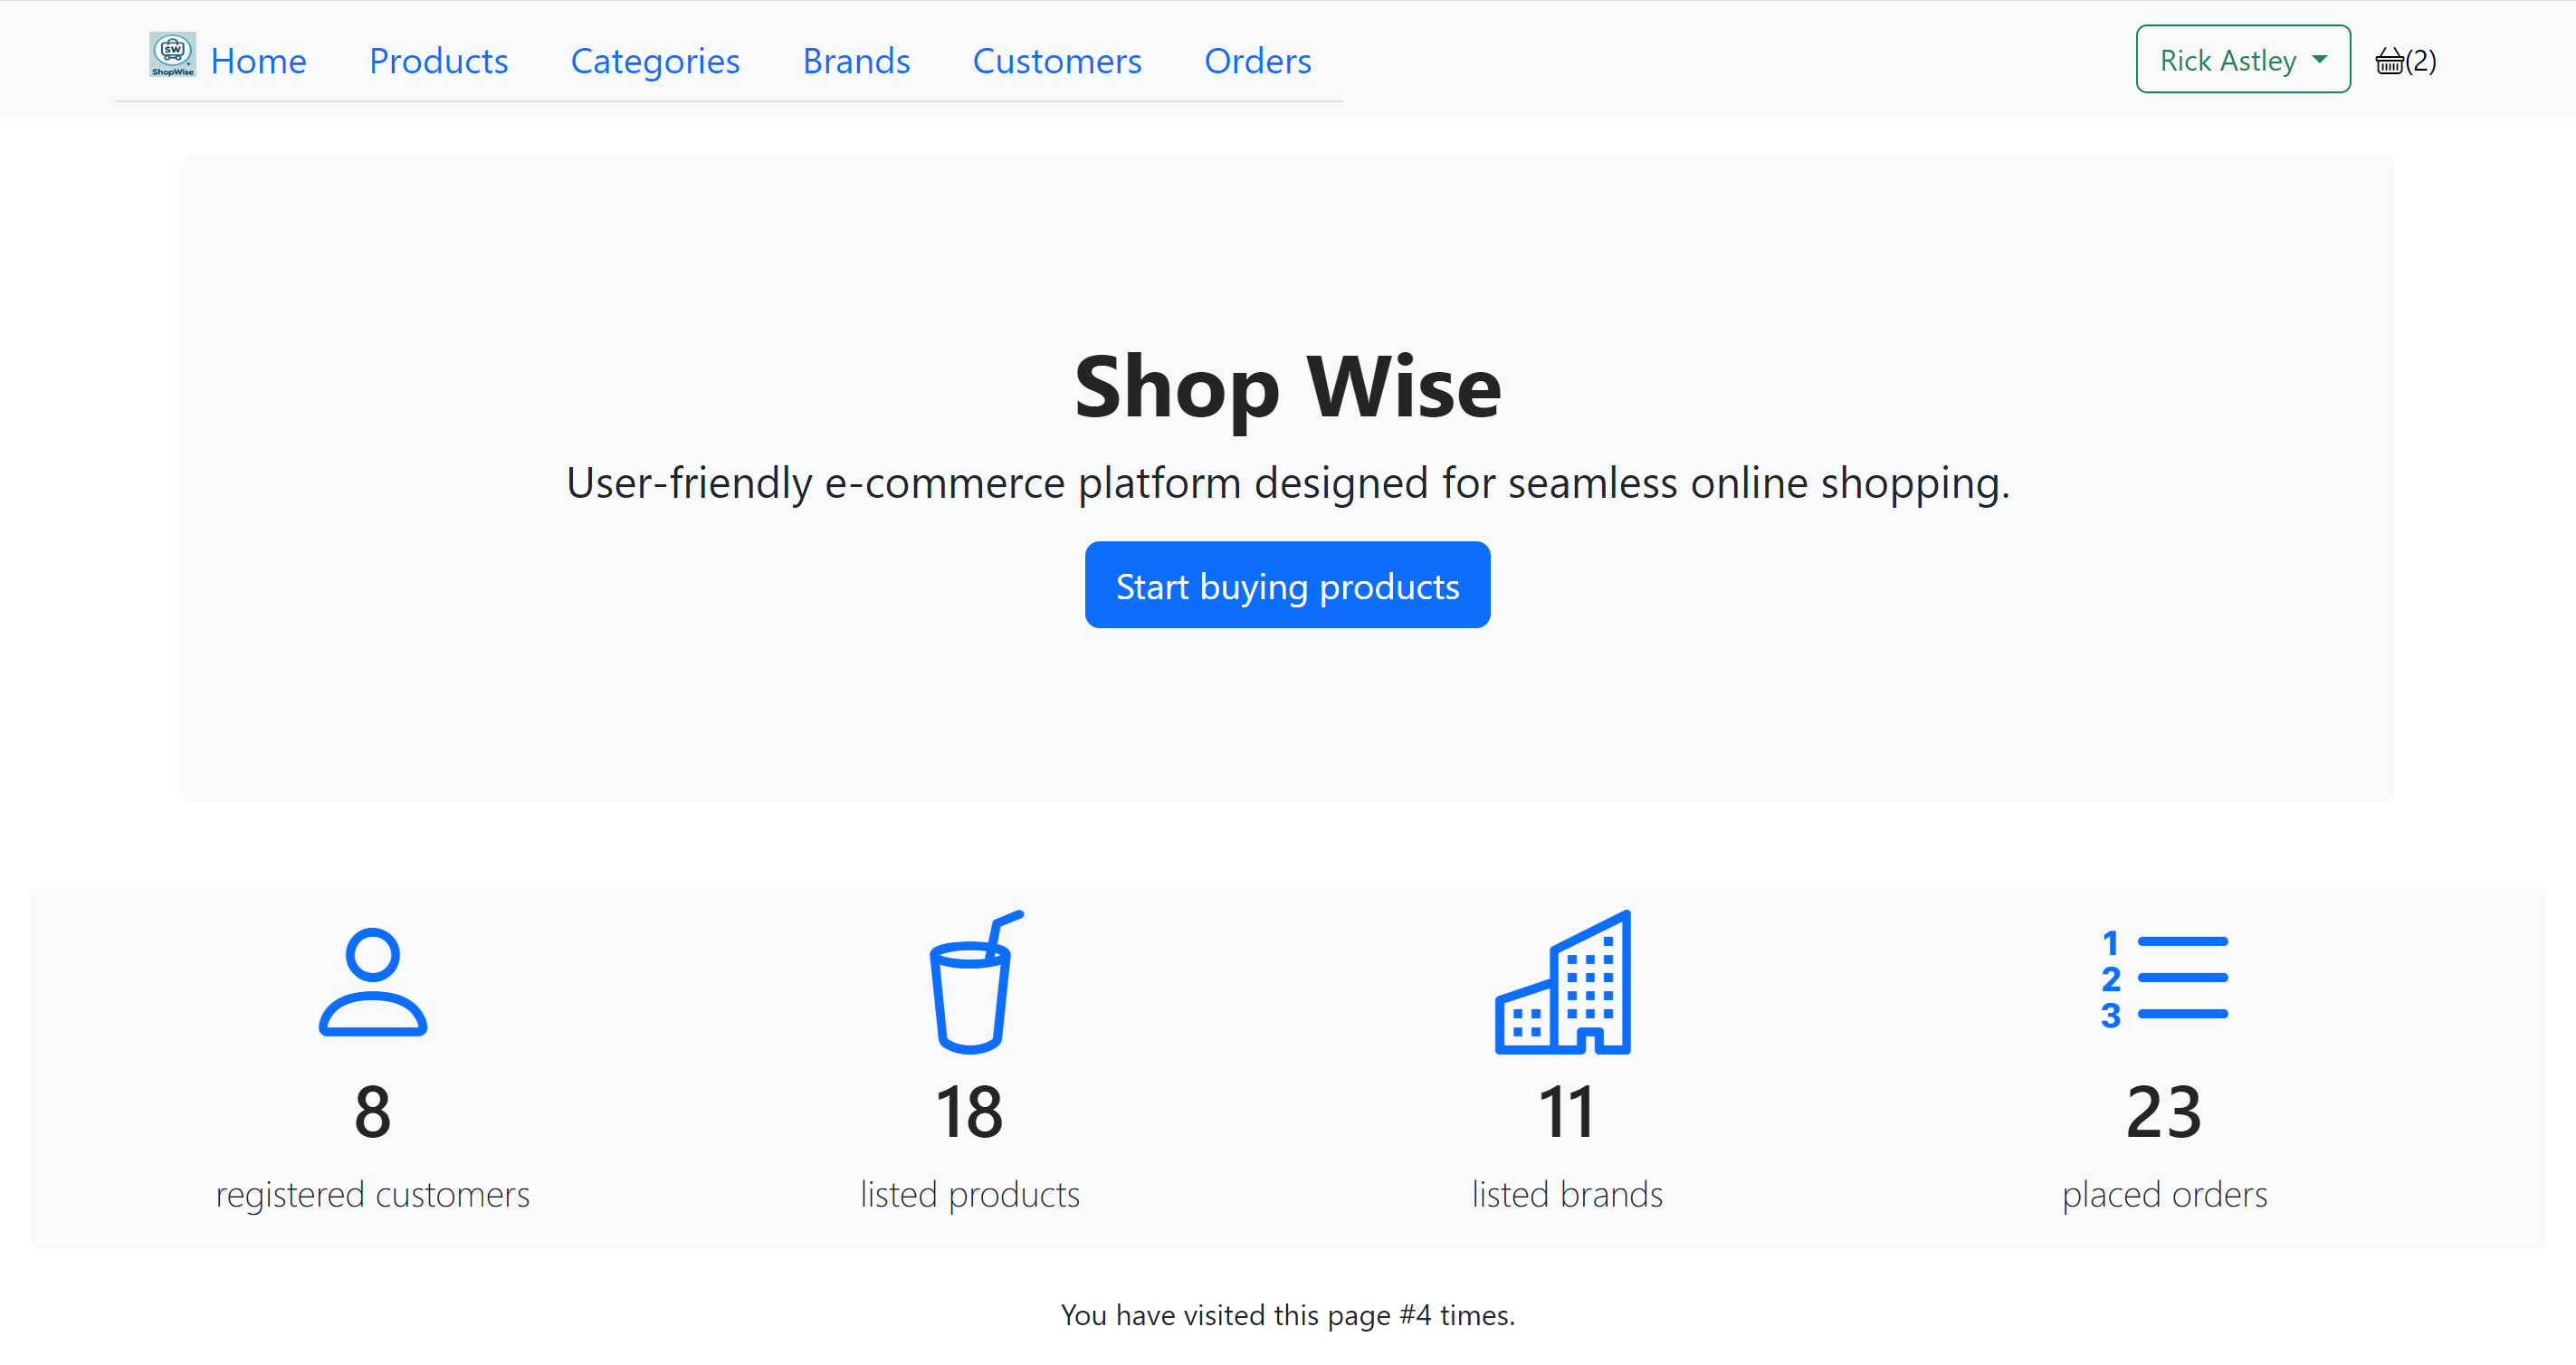 SW
ShopWise
Home Products Categories Brands Customers Orders Rick Astley (2)
Shop Wise
User-friendly e-commerce platform designed for seamless online shopping.
Start buying products
1
2
3
8 18 11 23
registered customers listed products listed brands placed orders
You have visited this page #4 times.